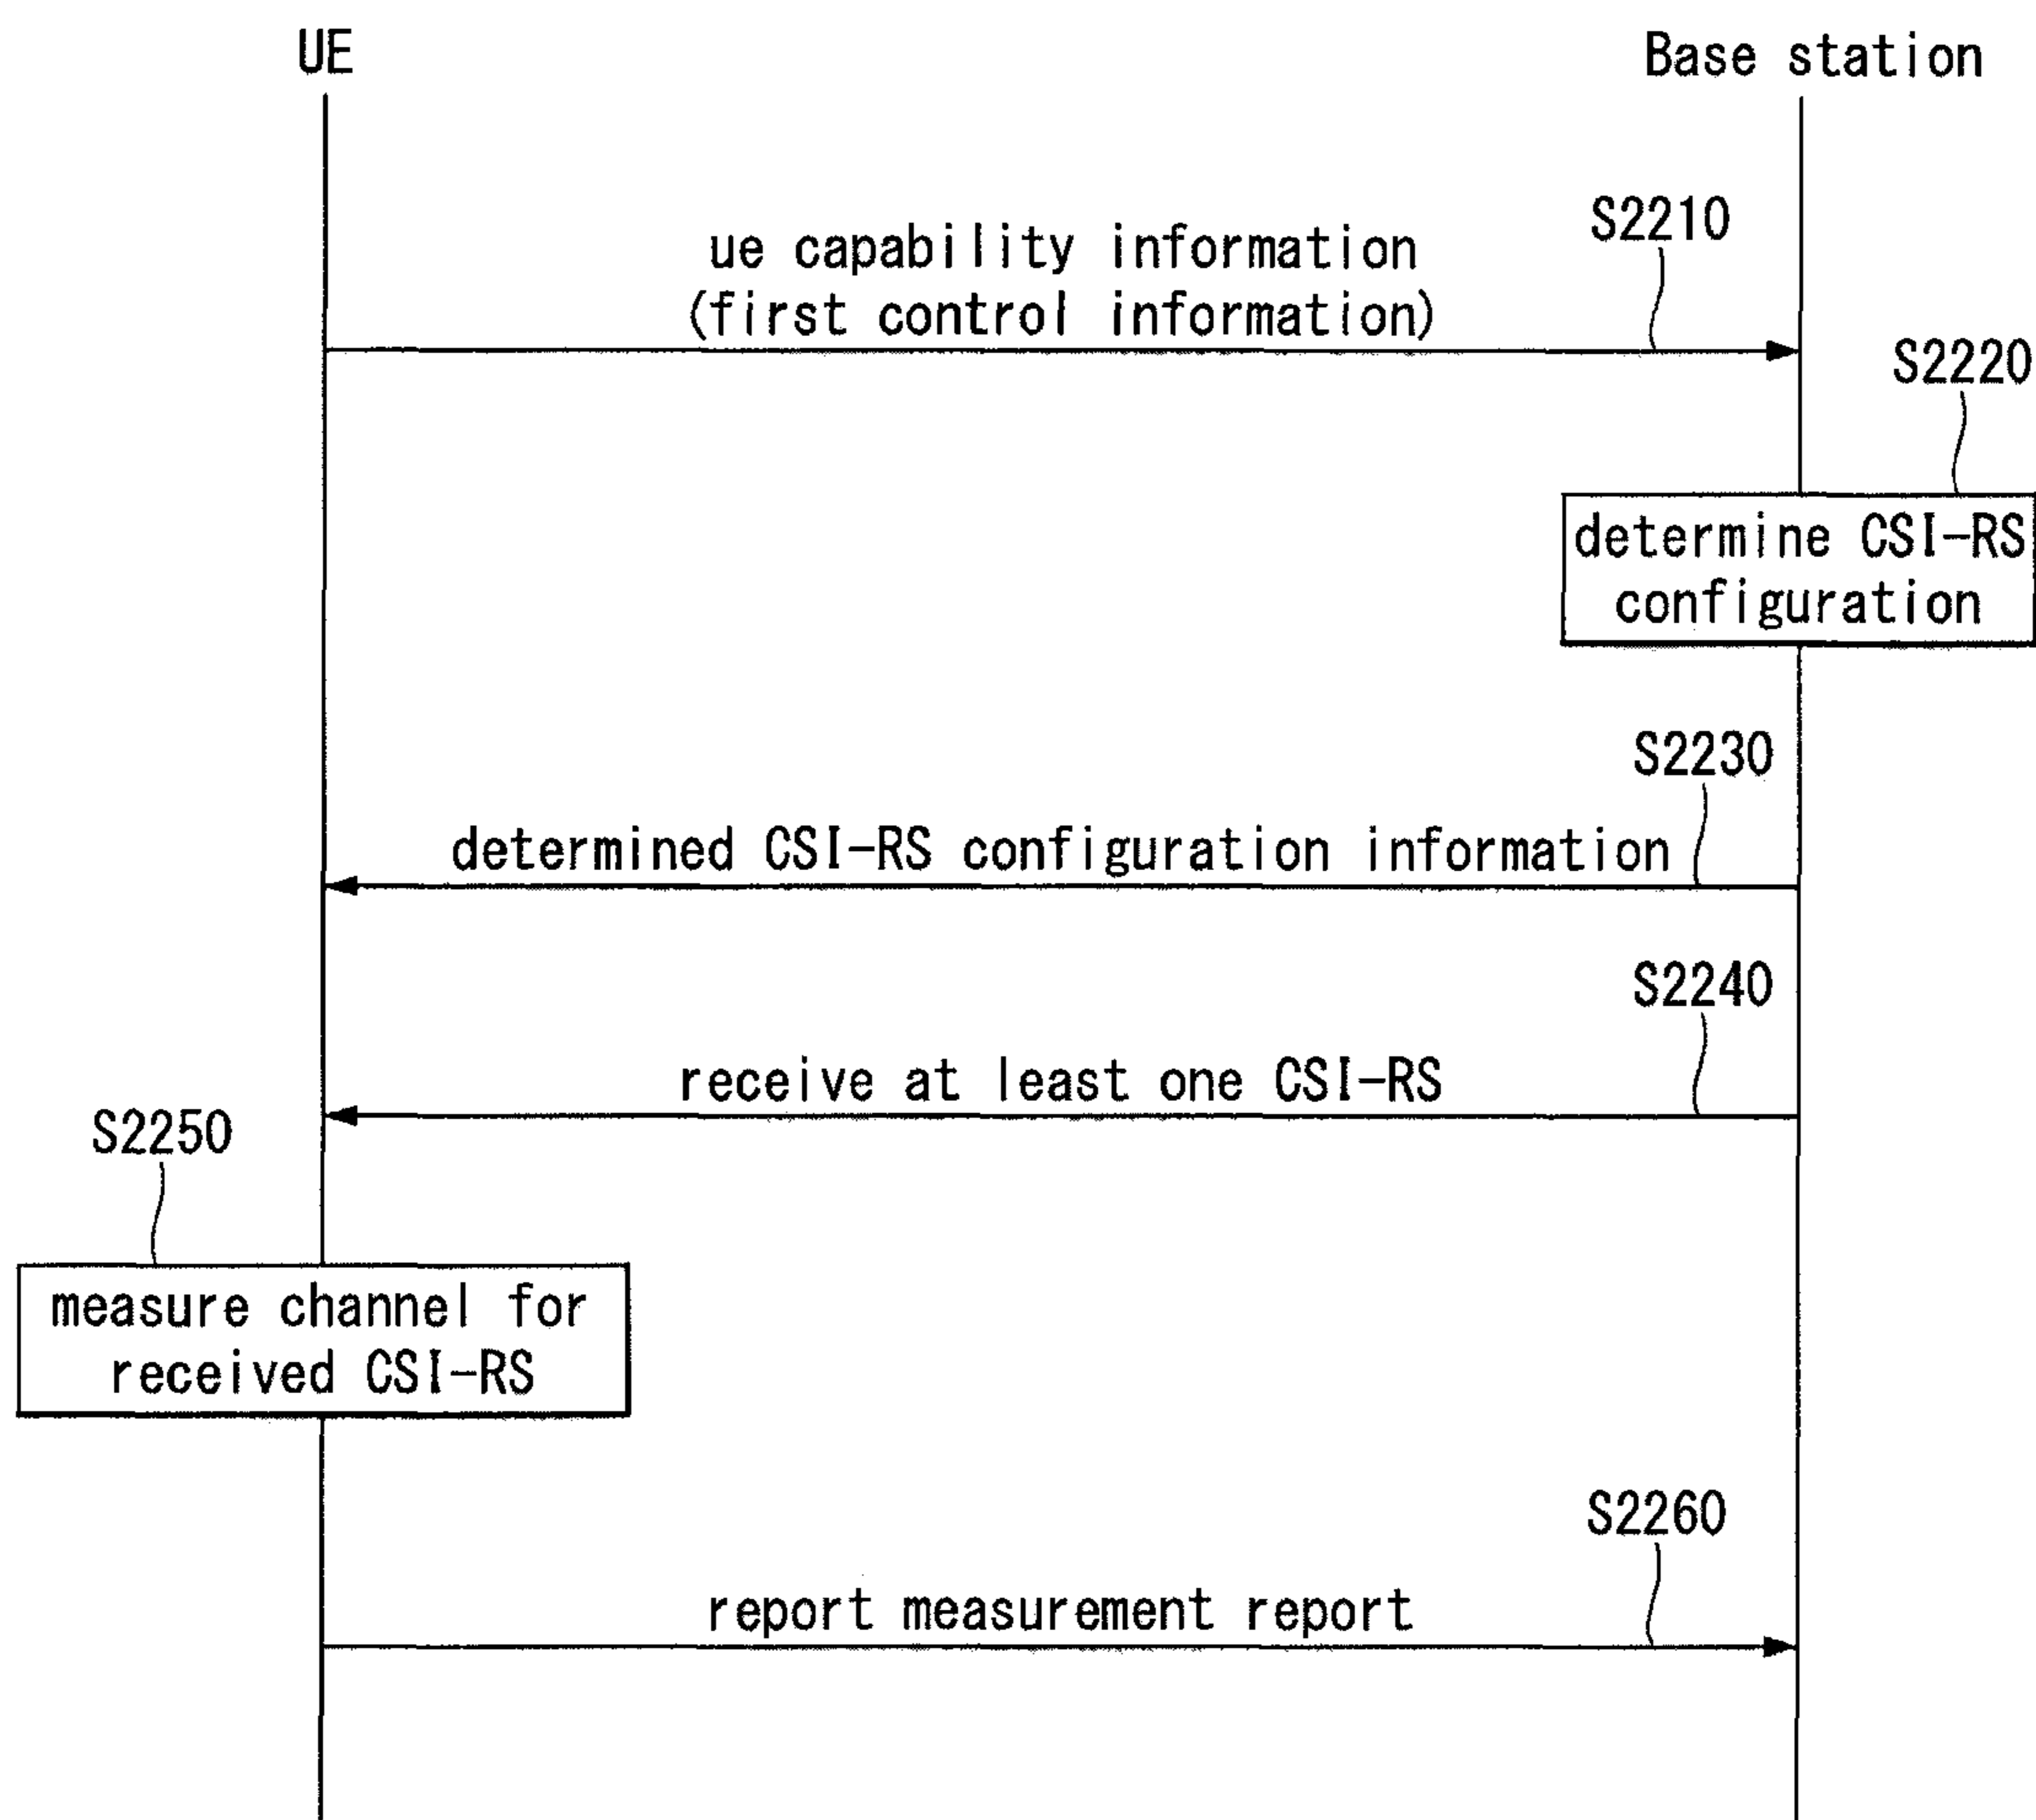 UE
Base station
S2210
ue capability information
(first control information)
S2220
determine CSI-RS
configuration
S2230
determined CSI-RS configuration information
S2240
receive at least one CSI-RS
S2250
measure channel for
received CSI-RS
S2260
report measurement report